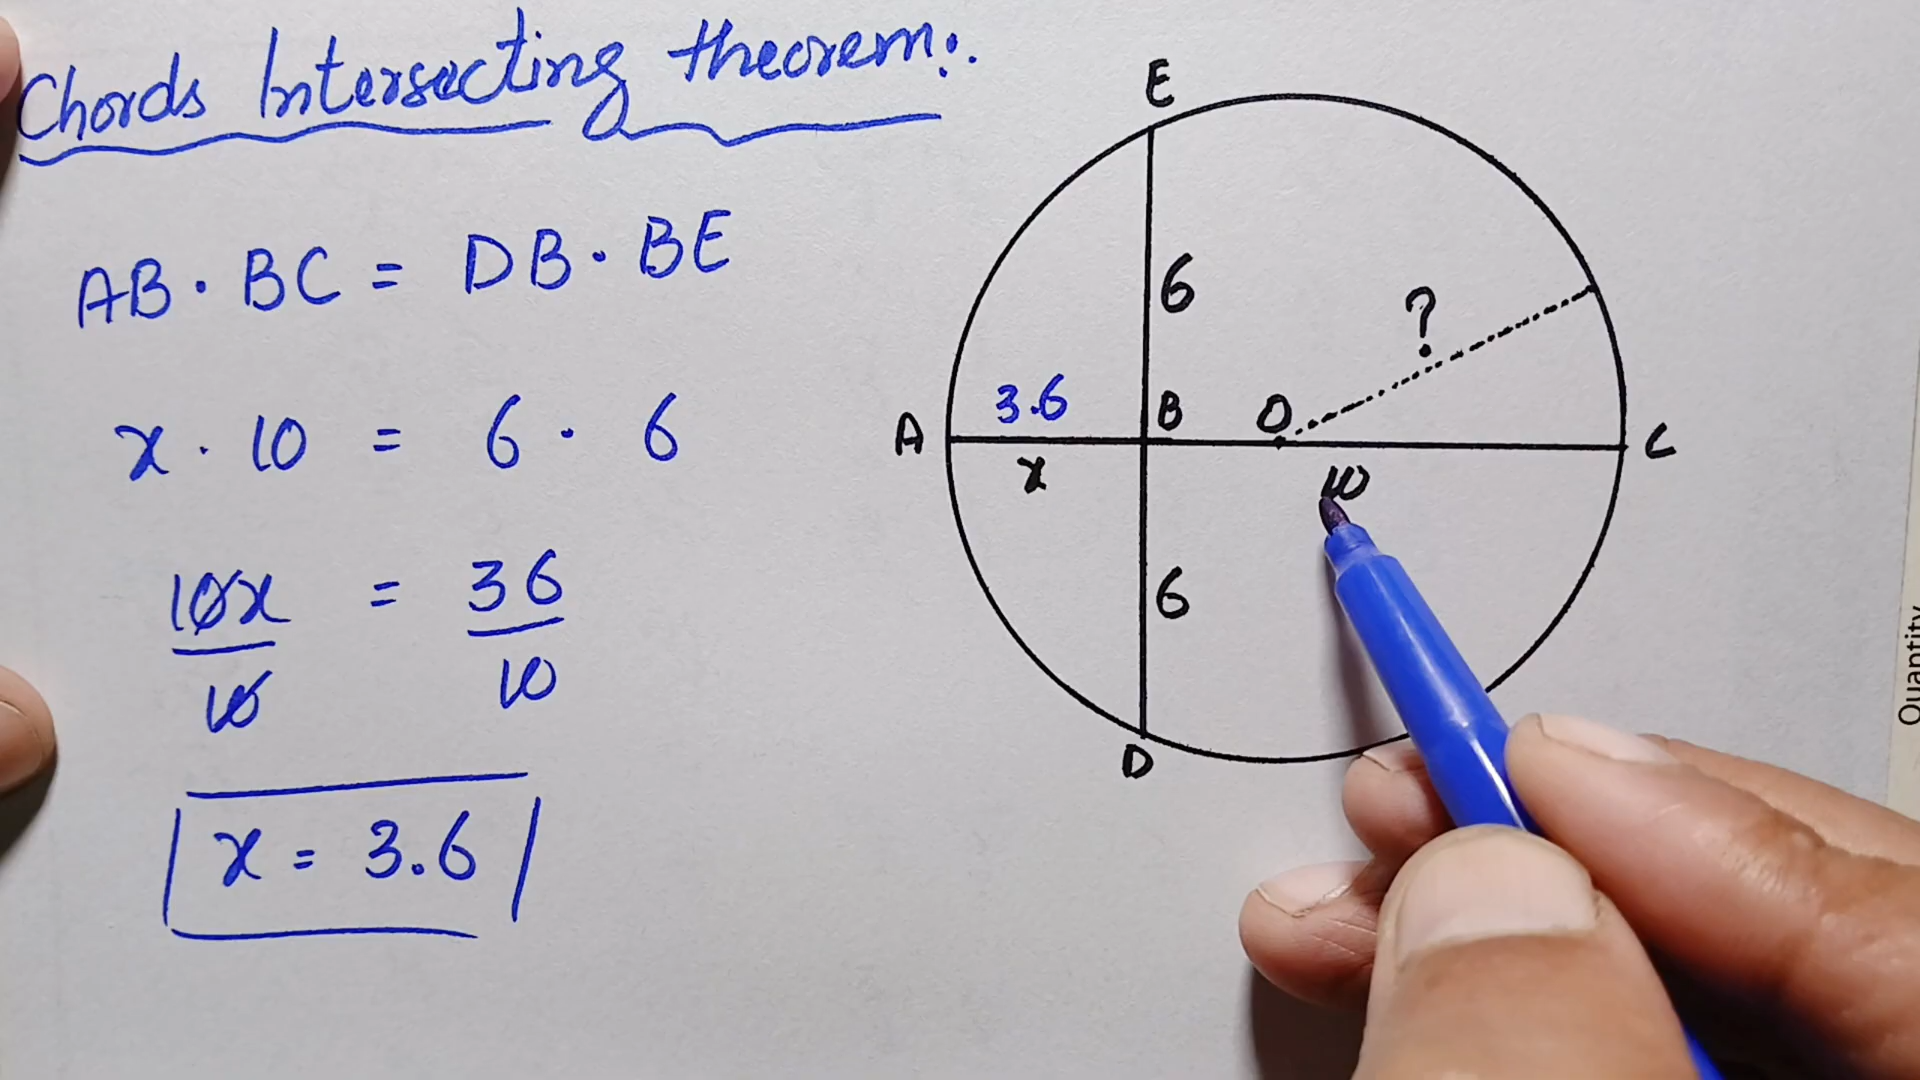 Chords Intersecting theorem:.
AB · BC = DB · BE
x · 10 = 6 · 6
10x = 36
10 10
x = 3.6
E
6
?
3.6 B O
A C
x 10
6
D
Quantity